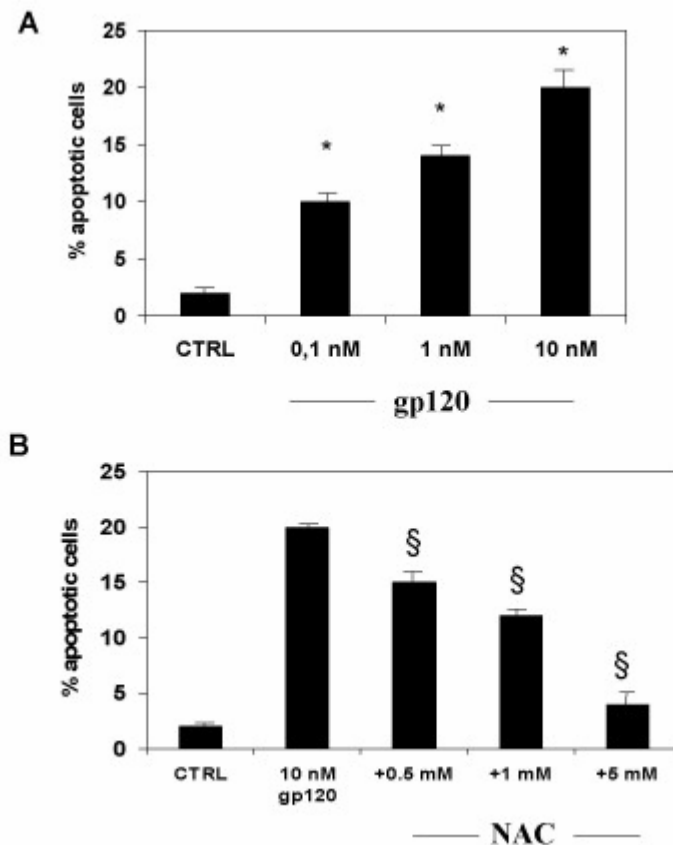 A
25
20
15
10
5
0
% apoptotic cells
*
*
*
CTRL 0,1 nM 1 nM 10 nM
gp120
B
25
20
15
10
5
0
% apoptotic cells
§
§
§
CTRL 10 nM gp120 +0.5 mM +1 mM +5 mM
NAC